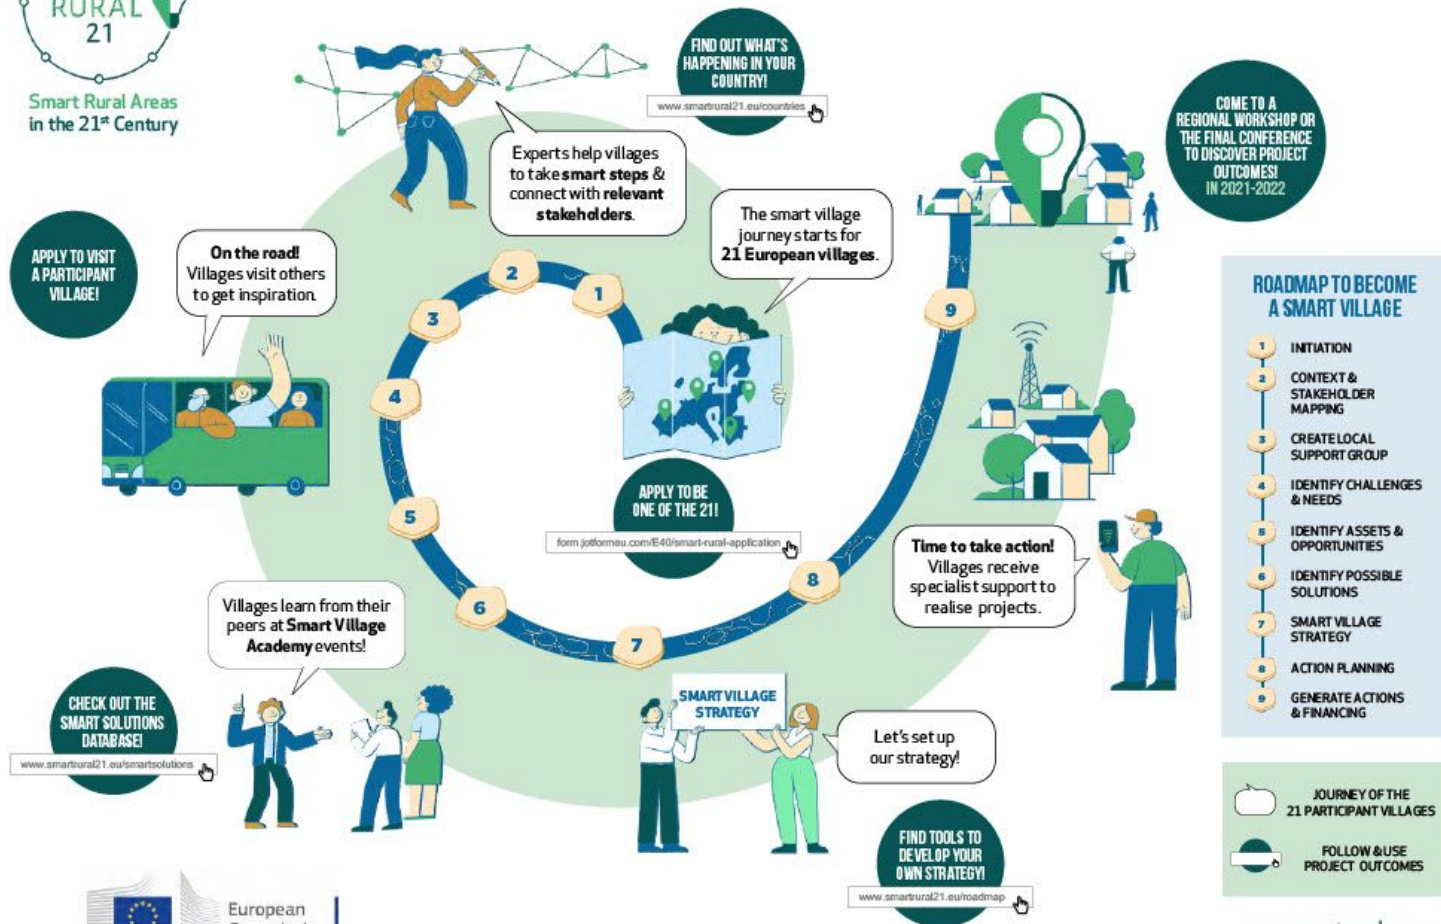 RURAL
21
Smart Rural Areas
in the 21st Century
FIND OUT WHAT'S
HAPPENING IN YOUR
COUNTRY!
www.smartrural21.eu/countries
COME TO A
REGIONAL WORKSHOP OR
THE FINAL CONFERENCE
TO DISCOVER PROJECT
OUTCOMES!
IN 2021-2022
Experts help villages
to take smart steps &
connect with relevant
stakeholders.
The smart village
journey starts for
21 European villages.
APPLY TO VISIT
A PARTICIPANT
VILLAGE!
On the road!
Villages visit others
to get inspiration.
1
2
3
4
5
6
7
8
9
APPLY TO BE
ONE OF THE 21!
form.jotformeu.com/E40/smart-rural-application
Time to take action!
Villages receive
specialist support to
realise projects.
Villages learn from their
peers at Smart Village
Academy events!
CHECK OUT THE
SMART SOLUTIONS
DATABASE!
www.smartrural21.eu/smartsolutions
SMART VILLAGE
STRATEGY
Let's set up
our strategy!
FIND TOOLS TO
DEVELOP YOUR
OWN STRATEGY!
www.smartrural21.eu/roadmap
ROADMAP TO BECOME
A SMART VILLAGE
1 INITIATION
2 CONTEXT &
STAKEHOLDER
MAPPING
3 CREATE LOCAL
SUPPORT GROUP
4 IDENTIFY CHALLENGES
& NEEDS
5 IDENTIFY ASSETS &
OPPORTUNITIES
6 IDENTIFY POSSIBLE
SOLUTIONS
7 SMART VILLAGE
STRATEGY
8 ACTION PLANNING
9 GENERATE ACTIONS
& FINANCING
JOURNEY OF THE
21 PARTICIPANT VILLAGES
FOLLOW & USE
PROJECT OUTCOMES
European